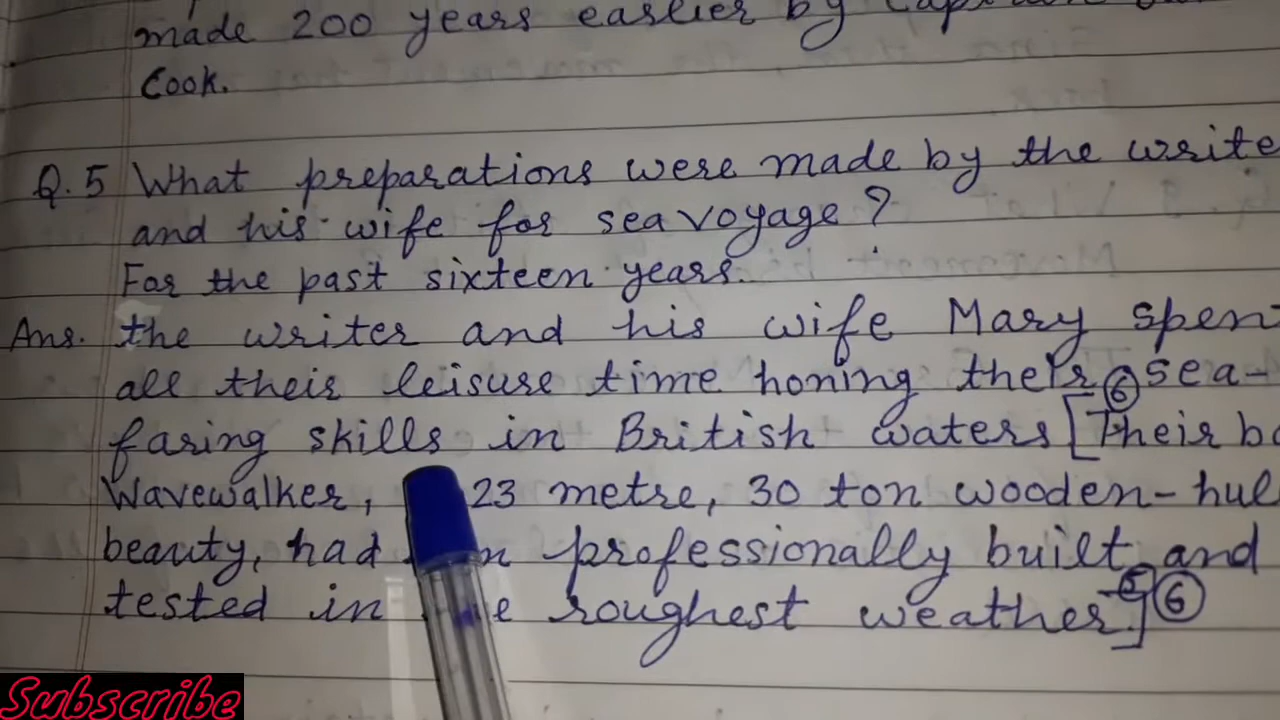 made 200 years earlier by
Cook.
Q.5 What preparations were made by the write
and his wife for sea voyage?
For the past sixteen years.
Ans. the writer and his wife Mary spen
all their leisure time honing their ⑥ sea-
faring skills in British waters [Their bo
Wavewalker, 23 metre, 30 ton wooden-hul
beauty, had professionally built and
tested in roughest weather.] ⑥
Subscribe